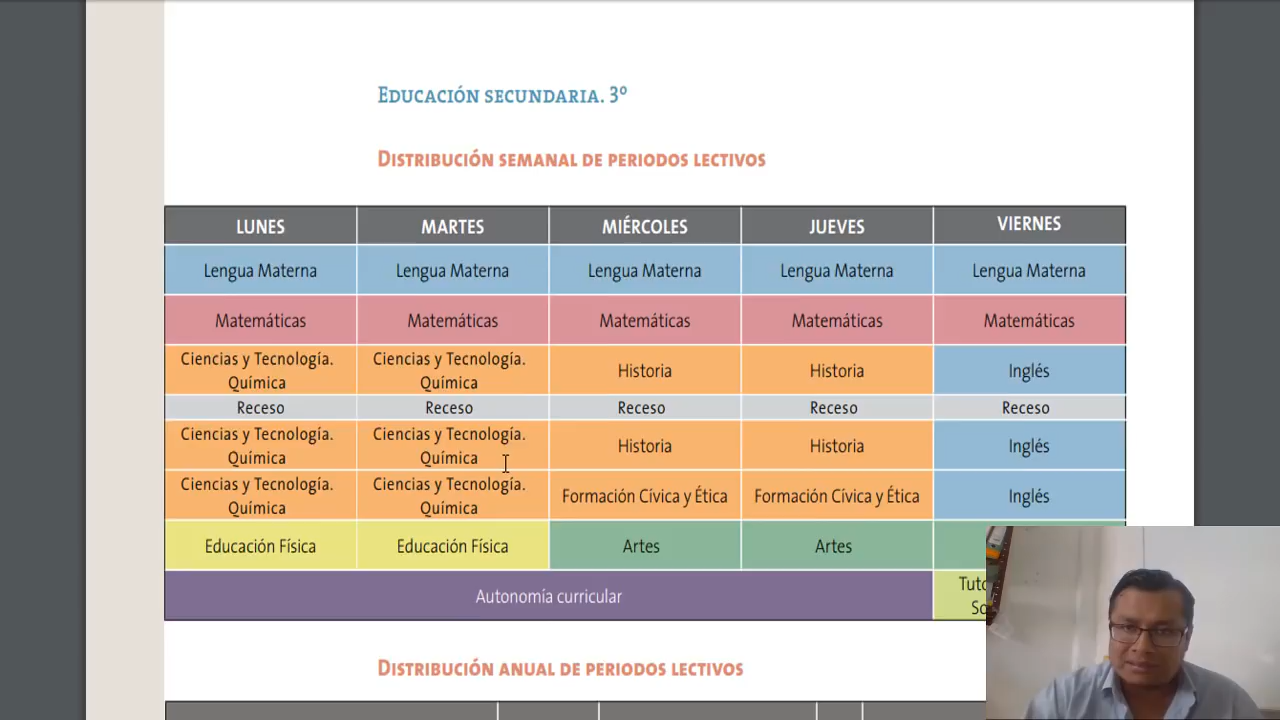 EDUCACIÓN SECUNDARIA. 3º
DISTRIBUCIÓN SEMANAL DE PERIODOS LECTIVOS
LUNES MARTES MIÉRCOLES JUEVES VIERNES
Lengua Materna Lengua Materna Lengua Materna Lengua Materna Lengua Materna
Matemáticas Matemáticas Matemáticas Matemáticas Matemáticas
Ciencias y Tecnología. Ciencias y Tecnología.
Química Química Historia Historia Inglés
Receso Receso Receso Receso Receso
Ciencias y Tecnología. Ciencias y Tecnología.
Química Química Historia Historia Inglés
Ciencias y Tecnología. Ciencias y Tecnología.
Química Química Formación Cívica y Ética Formación Cívica y Ética Inglés
Educación Física Educación Física Artes Artes
Autonomía curricular
DISTRIBUCIÓN ANUAL DE PERIODOS LECTIVOS